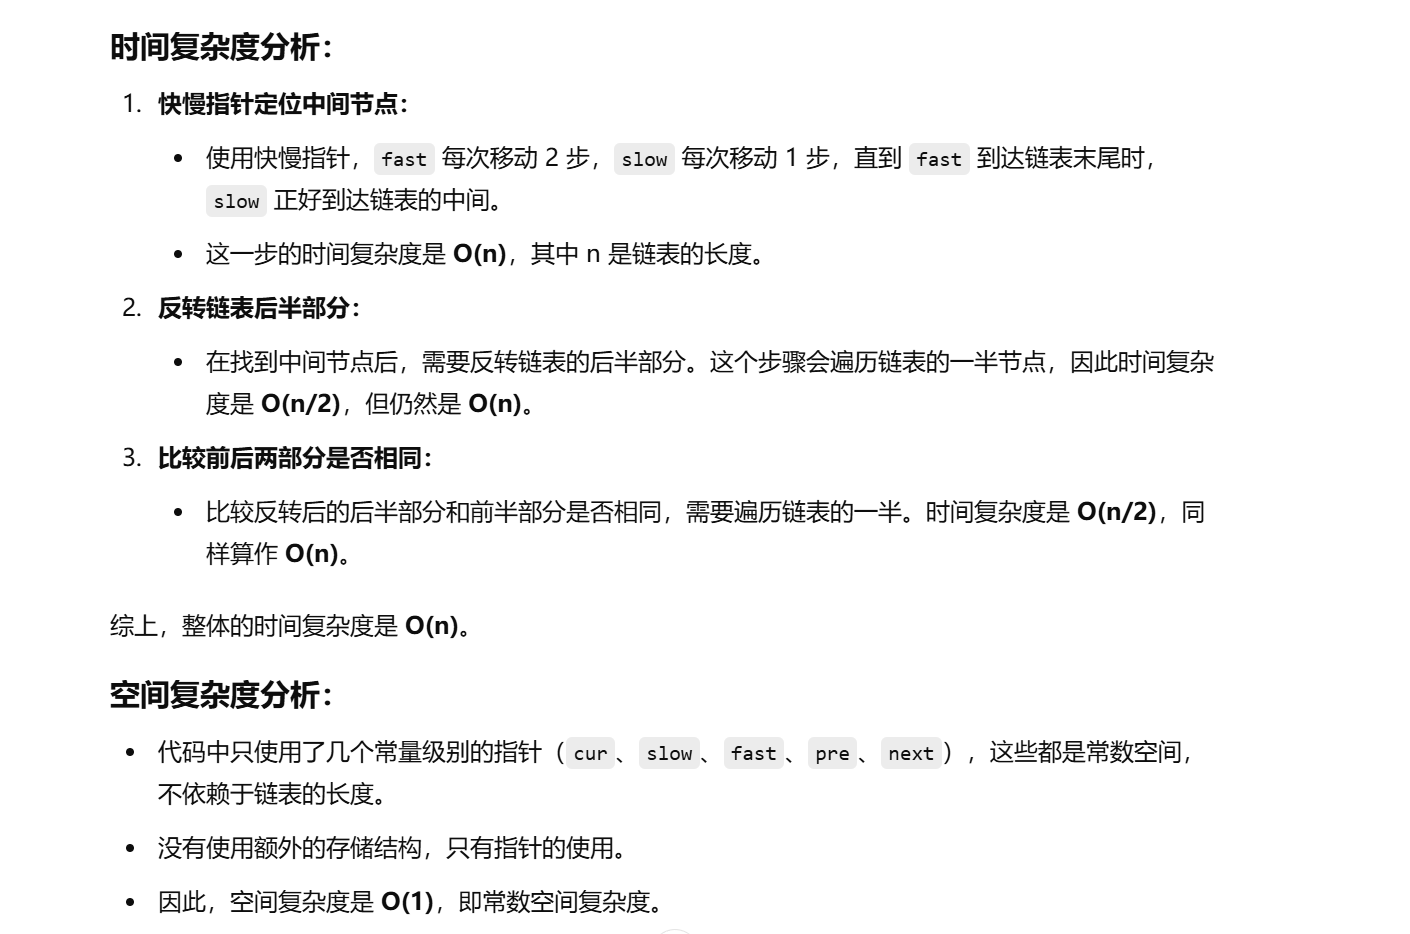 时间复杂度分析：
1. 快慢指针定位中间节点：
• 使用快慢指针，fast 每次移动 2 步，slow 每次移动 1 步，直到 fast 到达链表末尾时，
slow 正好到达链表的中间。
• 这一步的时间复杂度是 O(n)，其中 n 是链表的长度。
2. 反转链表后半部分：
• 在找到中间节点后，需要反转链表的后半部分。这个步骤会遍历链表的一半节点，因此时间复杂
度是 O(n/2)，但仍然是 O(n)。
3. 比较前后两部分是否相同：
• 比较反转后的后半部分和前半部分是否相同，需要遍历链表的一半。时间复杂度是 O(n/2)，同
样算作 O(n)。
综上，整体的时间复杂度是 O(n)。
空间复杂度分析：
• 代码中只使用了几个常量级别的指针（cur、slow、fast、pre、next），这些都是常数空间，
不依赖于链表的长度。
• 没有使用额外的存储结构，只有指针的使用。
• 因此，空间复杂度是 O(1)，即常数空间复杂度。